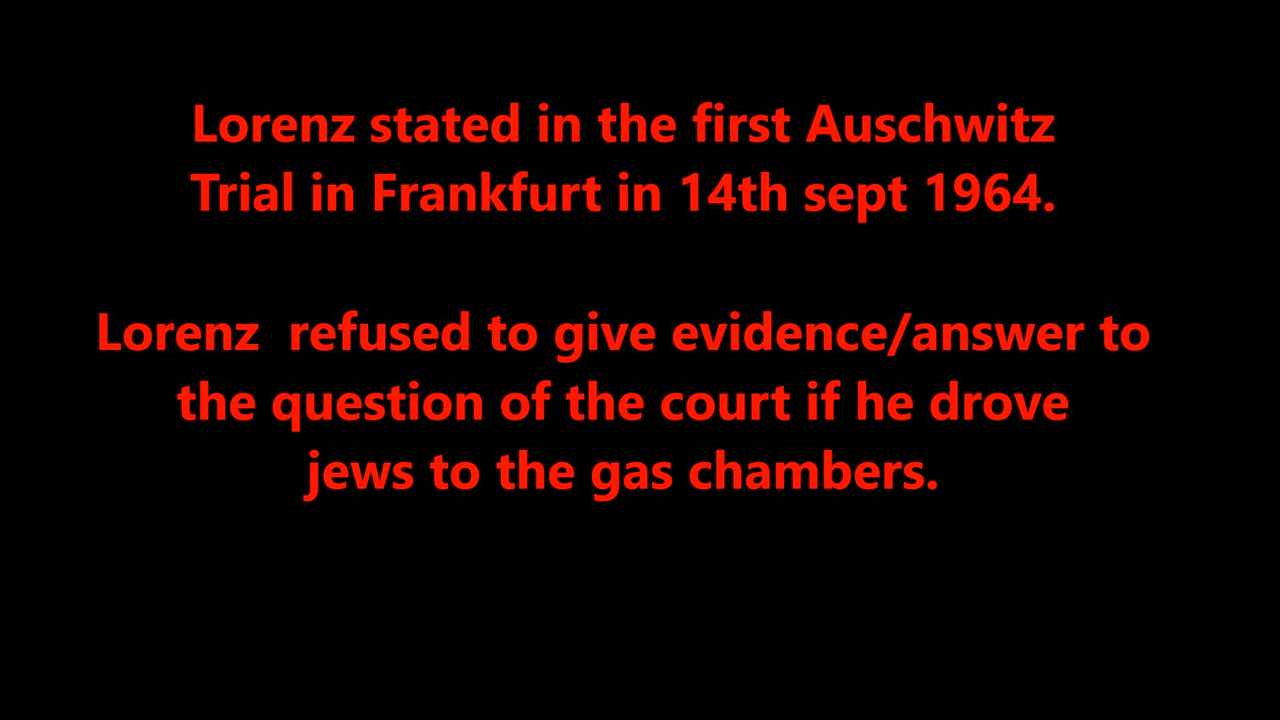 Lorenz stated in the first Auschwitz
Trial in Frankfurt in 14th sept 1964.
Lorenz  refused to give evidence/answer to
the question of the court if he drove
jews to the gas chambers.